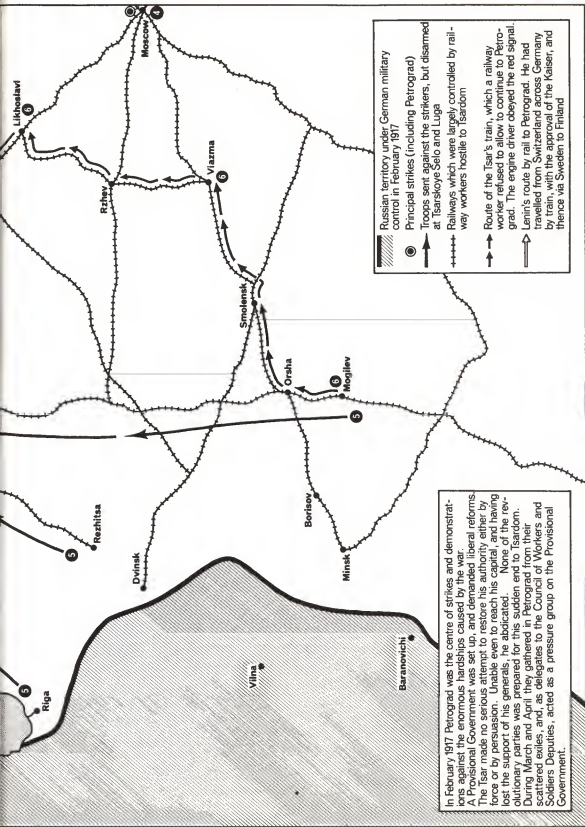 Likhoslavl
6
Moscow
4
Rzhev
Viazma
6
Smolensk
Orsha
Mogilev
6
5
Rezhitsa
5
Dvinsk
Borisov
Minsk
5
Riga
Vilna
Baranovichi
Russian territory under German military
control in February 1917
Principal strikes (including Petrograd)
Troops sent against the strikers, but disarmed
at Tsarskoye Selo and Luga
Railways which were largely controlled by rail-
way workers hostile to Tsardom
Route of the Tsar's train, which a railway
worker refused to allow to continue to Petro-
grad. The engine driver obeyed the red signal.
Lenin's route by rail to Petrograd. He had
travelled from Switzerland across Germany
by train, with the approval of the Kaiser, and
thence via Sweden to Finland
In February 1917 Petrograd was the centre of strikes and demonstrat-
ions against the enormous hardships caused by the war.
A Provisional Government was set up, and demanded liberal reforms.
The Tsar made no serious attempt to restore his authority either by
force or by persuasion. Unable even to reach his capital, and having
lost the support of his generals, he abdicated. None of the rev-
olutionary parties was prepared for this sudden end to Tsardom.
During March and April they gathered in Petrograd from their
scattered exiles, and, as delegates to the Council of Workers and
Soldiers Deputies, acted as a pressure group on the Provisional
Government.